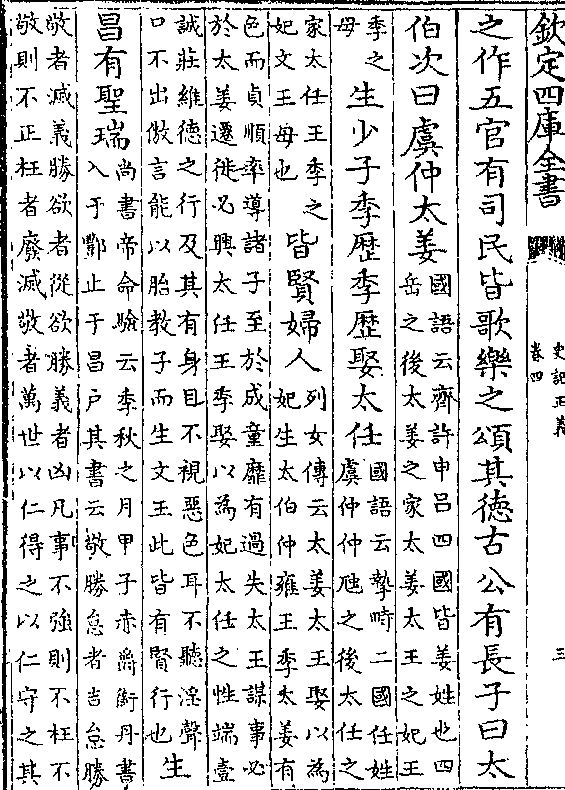 欽定四庫全書
史記正義
卷四
三
之作五官有司民皆歌樂之頌其徳古公有長子曰太
伯次曰虞仲太姜國語云齊許申吕四國皆姜姓也四岳之後太姜之家太姜太王之妃王
季之母生少子季歴季歴娶太任國語云摯畤二國任姓虞仲仲虺之後太任之
家太任王季之妃文王母也皆賢婦人列女傳云太姜太王娶以為妃生太伯仲雍王季太姜有
色而貞順率導諸子至於成童靡有過失太王謀事必於太姜遷徙必興太任王季娶以為妃太任之性端壹
誠莊維徳之行及其有身目不視惡色耳不聽淫聲口不出傲言能以胎教子而生文王此皆有賢行也生
昌有聖瑞尚書帝命驗云季秋之月甲子赤爵銜丹書入于酆止于昌戸其書云敬勝怠者吉怠勝
敬者滅義勝欲者從欲勝義者凶凡事不強則不枉不敬則不正枉者廢滅敬者萬世以仁得之以仁守之其